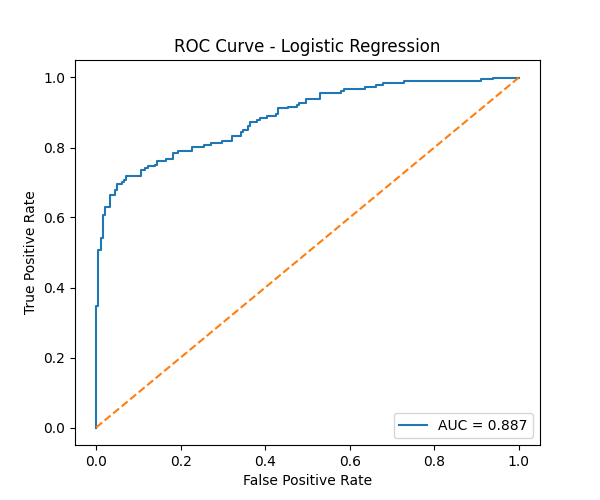 ROC Curve - Logistic Regression
True Positive Rate
1.0
0.8
0.6
0.4
0.2
0.0
AUC = 0.887
0.0 0.2 0.4 0.6 0.8 1.0
False Positive Rate